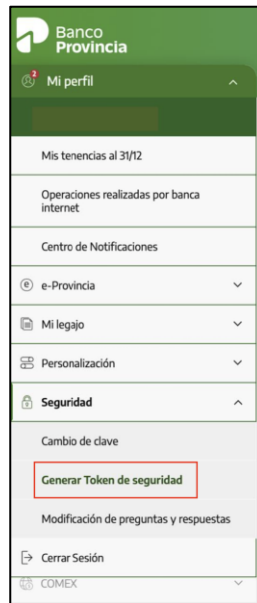 Banco
Provincia
2
Mi perfil
Mis tenencias al 31/12
Operaciones realizadas por banca
internet
Centro de Notificaciones
e e-Provincia
Mi legajo
Personalización
Seguridad
Cambio de clave
Generar Token de seguridad
Modificación de preguntas y respuestas
Cerrar Sesión
COMEX